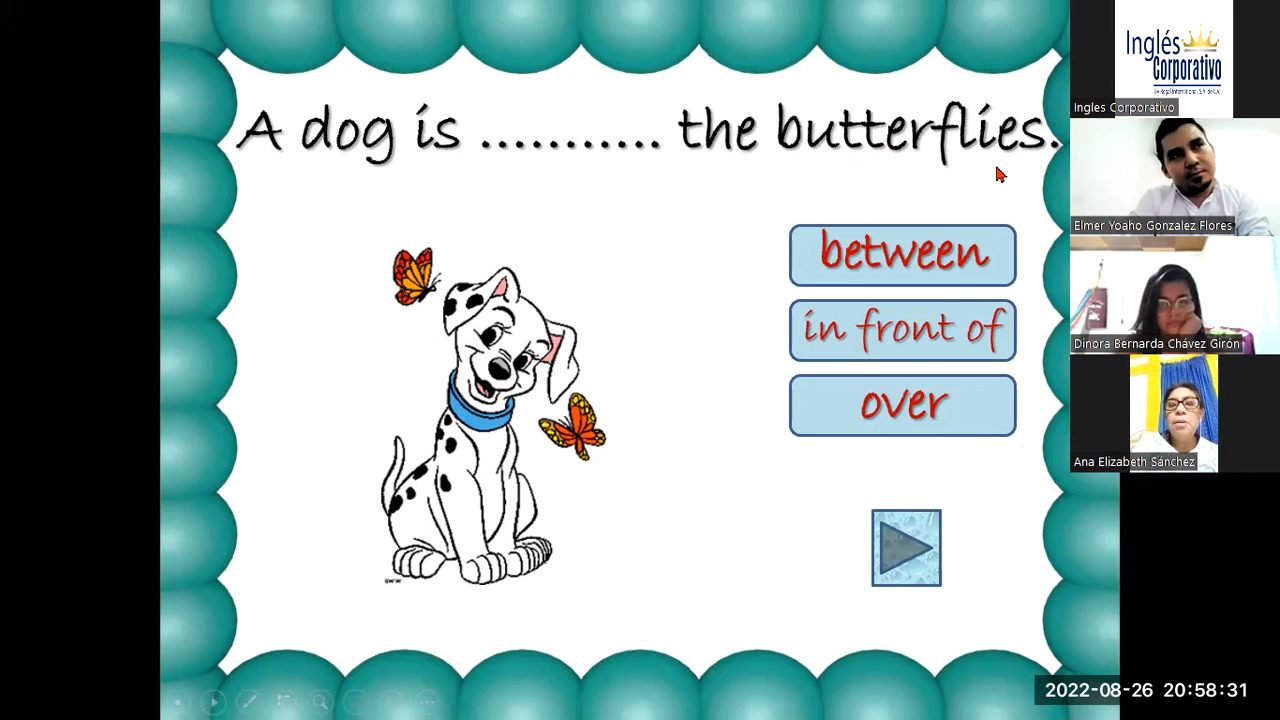 A dog is ........... the butterflies.
between
in front of
over
Inglés
Corporativo
Ingles Corporativo
Elmer Yoaho Gonzalez Flores
Dinora Bernarda Chávez Girón
Ana Elizabeth Sánchez
2022-08-26 20:58:31